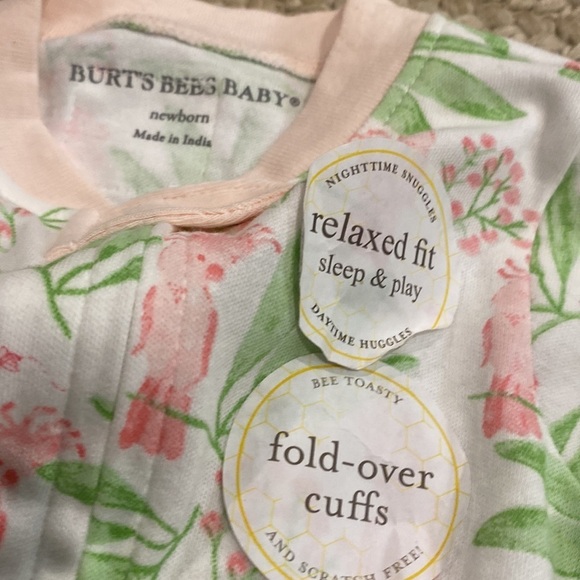 BURT'S BEES BABY®
newborn
Made in India
NIGHTTIME SNUGGLES
relaxed fit
sleep & play
DAYTIME HUGGLES
BEE TOASTY
fold-over
cuffs
AND SCRATCH FREE!